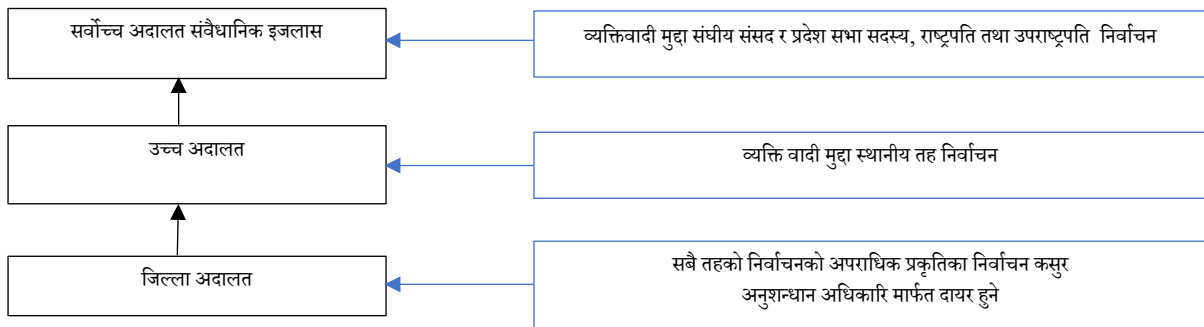 सर्वोच्च अदालत संवैधानिक इजलास
व्यक्तिवादी मुद्दा संघीय संसद र प्रदेश सभा सदस्य, राष्ट्रपति तथा उपराष्ट्रपति निर्वाचन
उच्च अदालत
व्यक्ति वादी मुद्दा स्थानीय तह निर्वाचन
जिल्ला अदालत
सबै तहको निर्वाचनको अपराधिक प्रकृतिका निर्वाचन कसुर
अनुशन्धान अधिकारि मार्फत दायर हुने